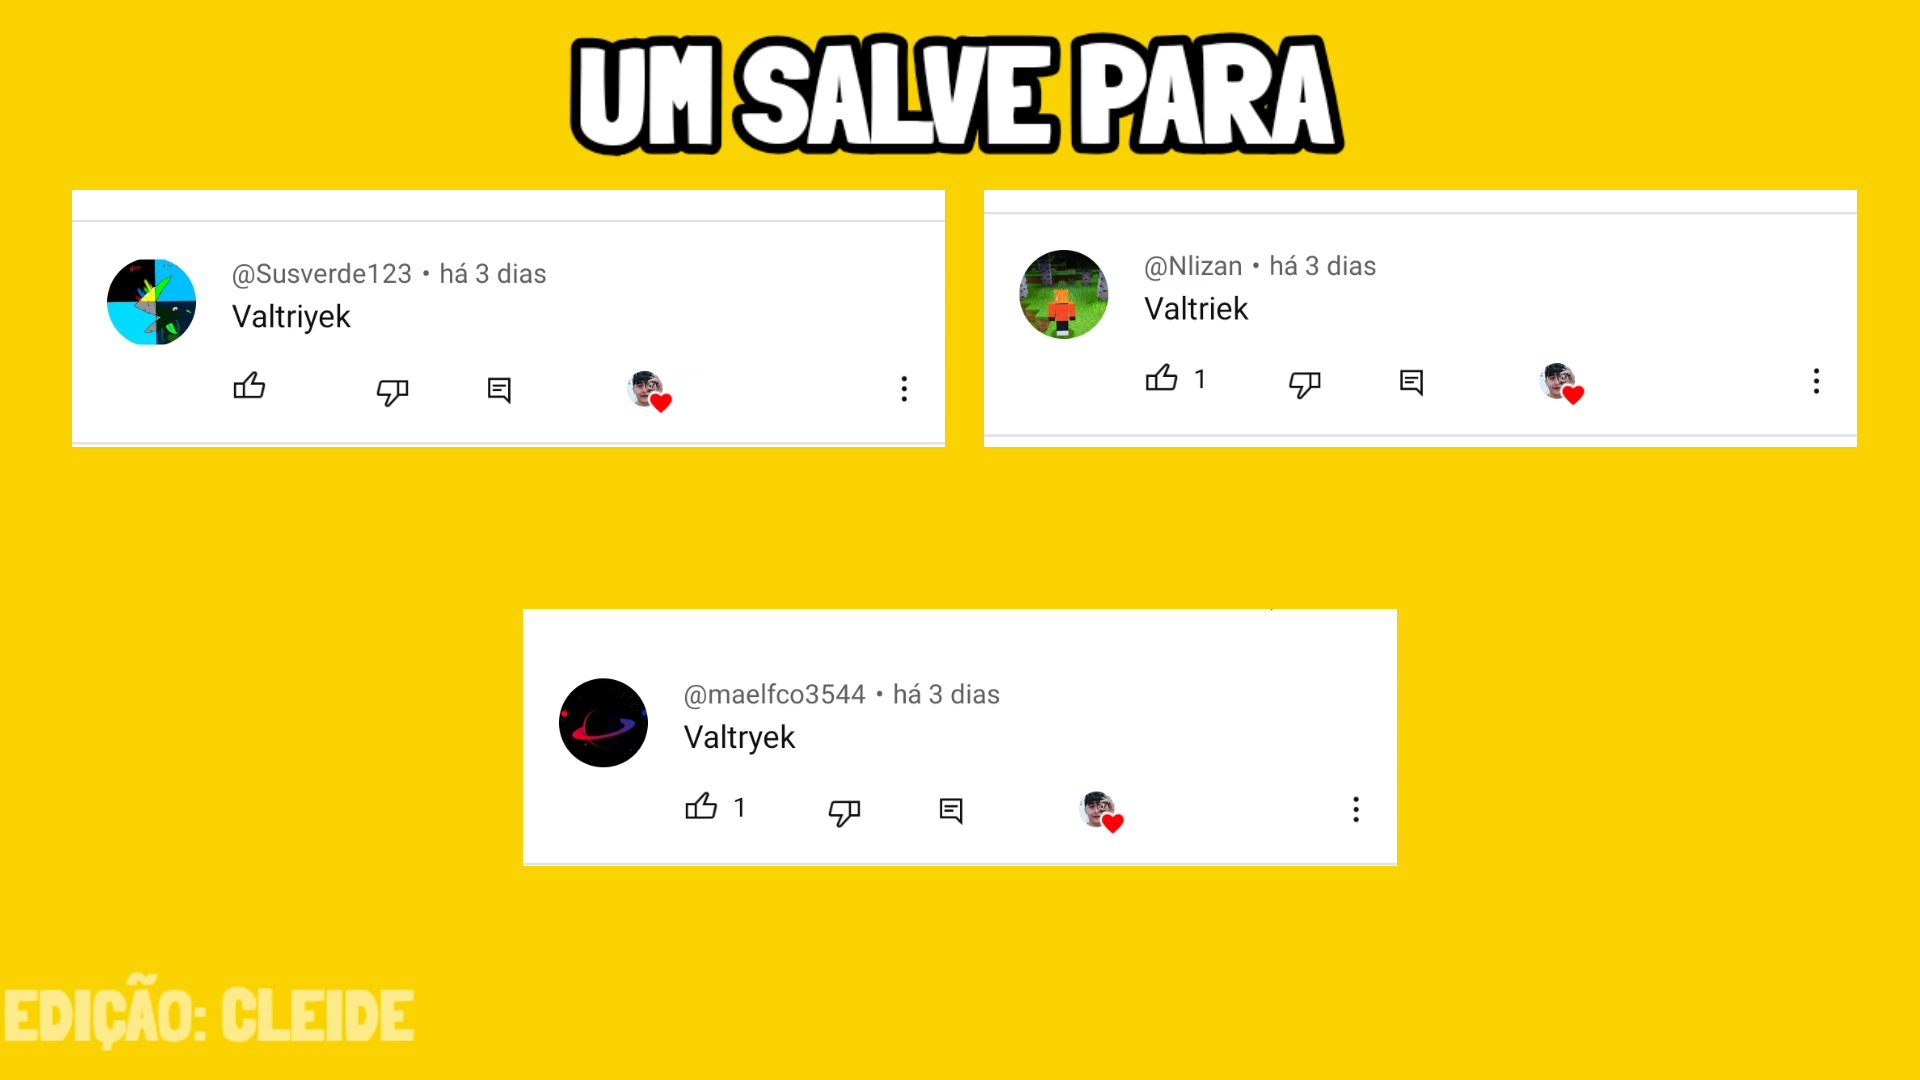 UM SALVE PARA
@Susverde123 • há 3 dias
Valtriyek
@Nlizan • há 3 dias
Valtriek
1
@maelfco3544 • há 3 dias
Valtryek
1
EDIÇÃO: CLEIDE